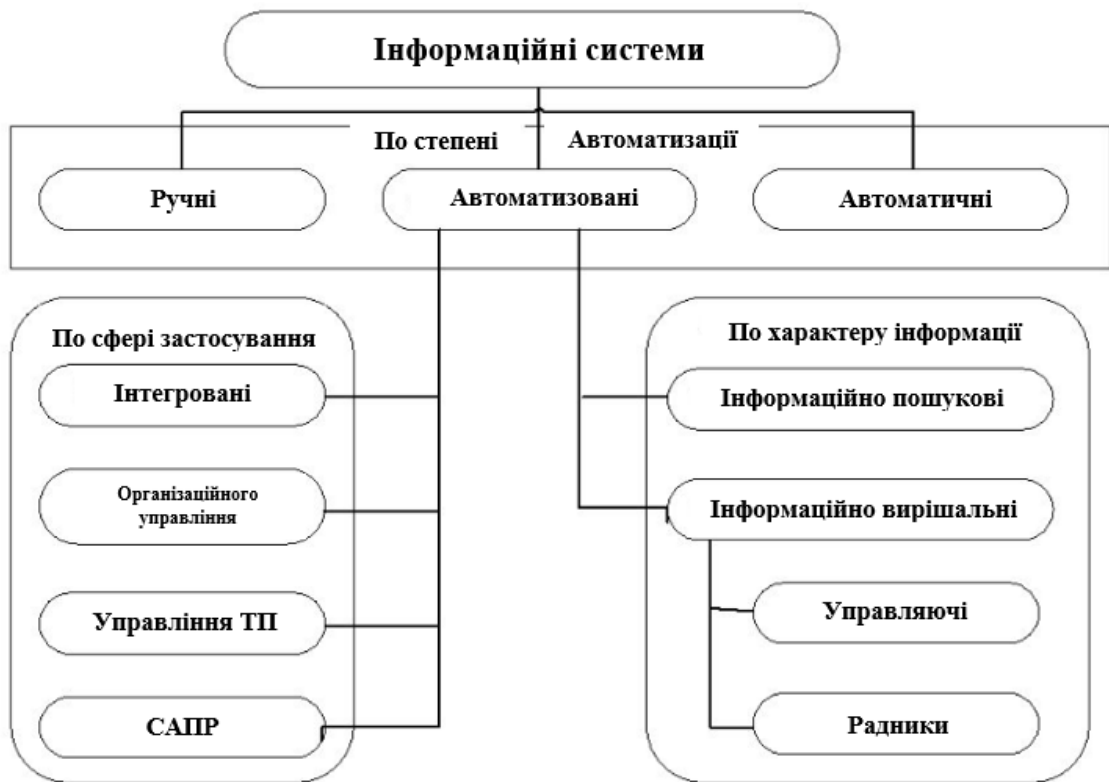 Інформаційні системи
По степені Автоматизації
Ручні
Автоматизовані
Автоматичні
По сфері застосування
Інтегровані
Організаційного
управління
Управління ТП
САПР
По характеру інформації
Інформаційно пошукові
Інформаційно вирішальні
Управляючі
Радники